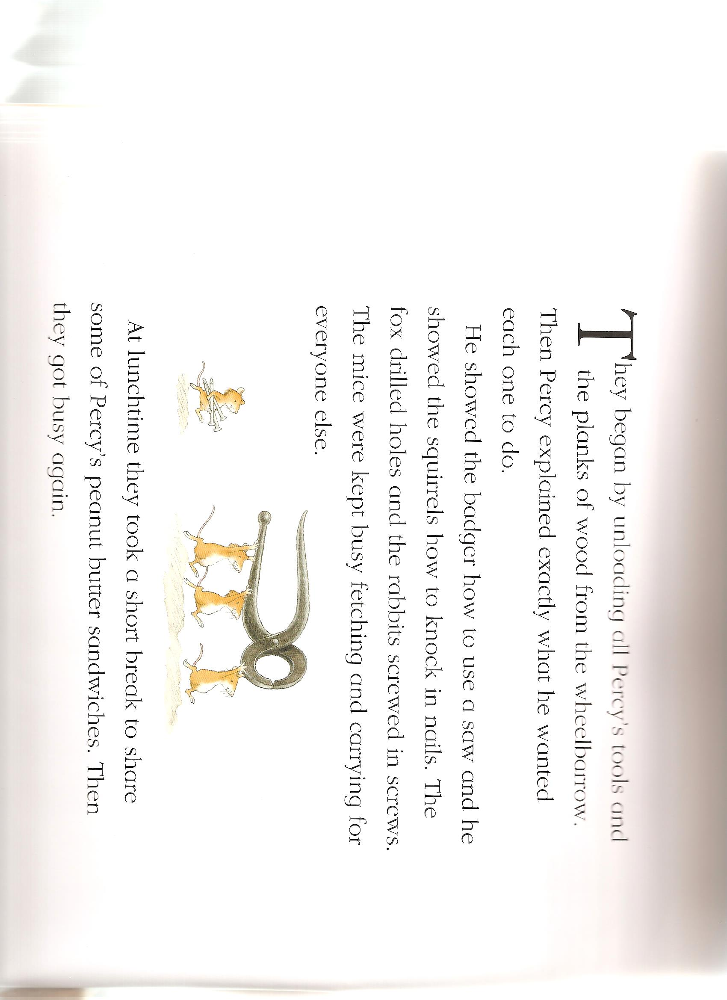 They began by unloading all Percy's tools and
the planks of wood from the wheelbarrow.
Then Percy explained exactly what he wanted
each one to do.
He showed the badger how to use a saw and he
showed the squirrels how to knock in nails. The
fox drilled holes and the rabbits screwed in screws.
The mice were kept busy fetching and carrying for
everyone else.
At lunchtime they took a short break to share
some of Percy's peanut butter sandwiches. Then
they got busy again.